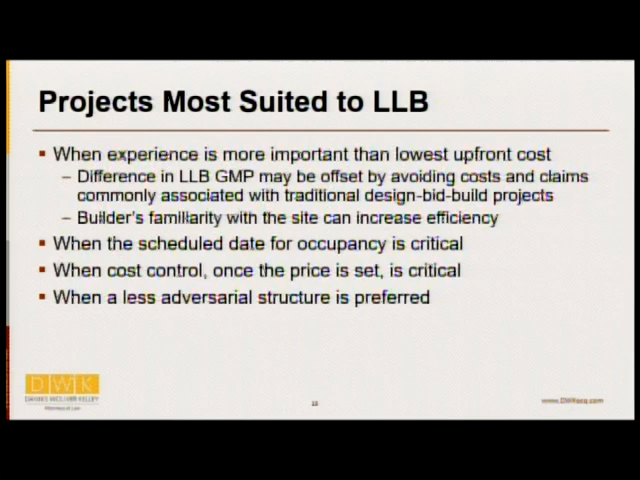 Projects Most Suited to LLB
▪ When experience is more important than lowest upfront cost
– Difference in LLB GMP may be offset by avoiding costs and claims
commonly associated with traditional design-bid-build projects
– Builder's familiarity with the site can increase efficiency
▪ When the scheduled date for occupancy is critical
▪ When cost control, once the price is set, is critical
▪ When a less adversarial structure is preferred
DWK
Attorneys at Law